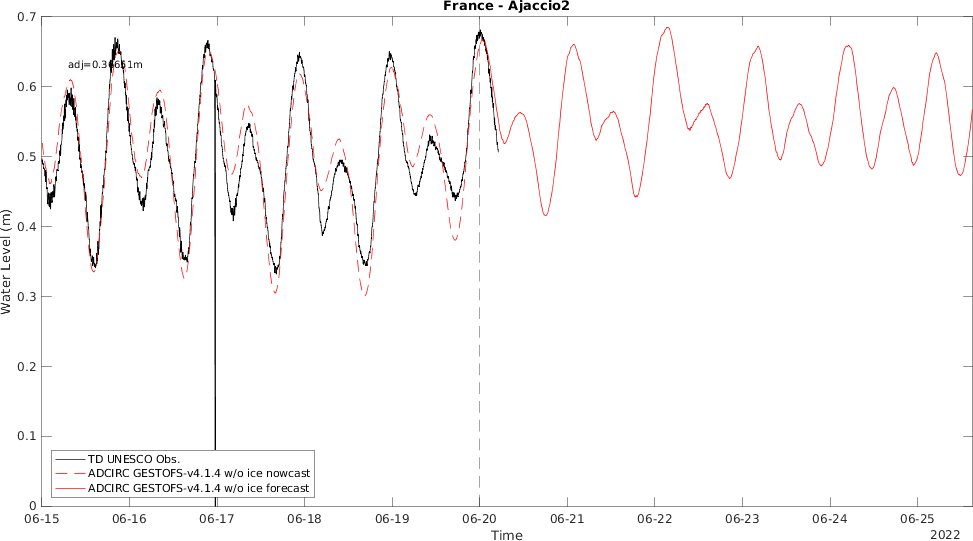 France - Ajaccio2
0.7
0.6
0.5
0.4
0.3
0.2
0.1
0
Water Level (m)
TD UNESCO Obs.
ADCIRC GESTOFS-v4.1.4 w/o ice nowcast
ADCIRC GESTOFS-v4.1.4 w/o ice forecast
06-15 06-16 06-17 06-18 06-19 06-20 06-21 06-22 06-23 06-24 06-25
Time
2022